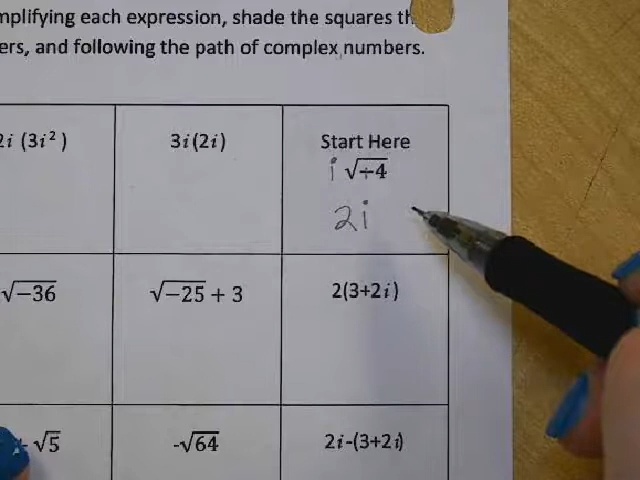 mplifying each expression, shade the squares th
ers, and following the path of complex numbers.
2i (3i²)
3i(2i)
Start Here
i √-4
2i
√-36
√-25 + 3
2(3+2i)
√5
-√64
2i-(3+2i)